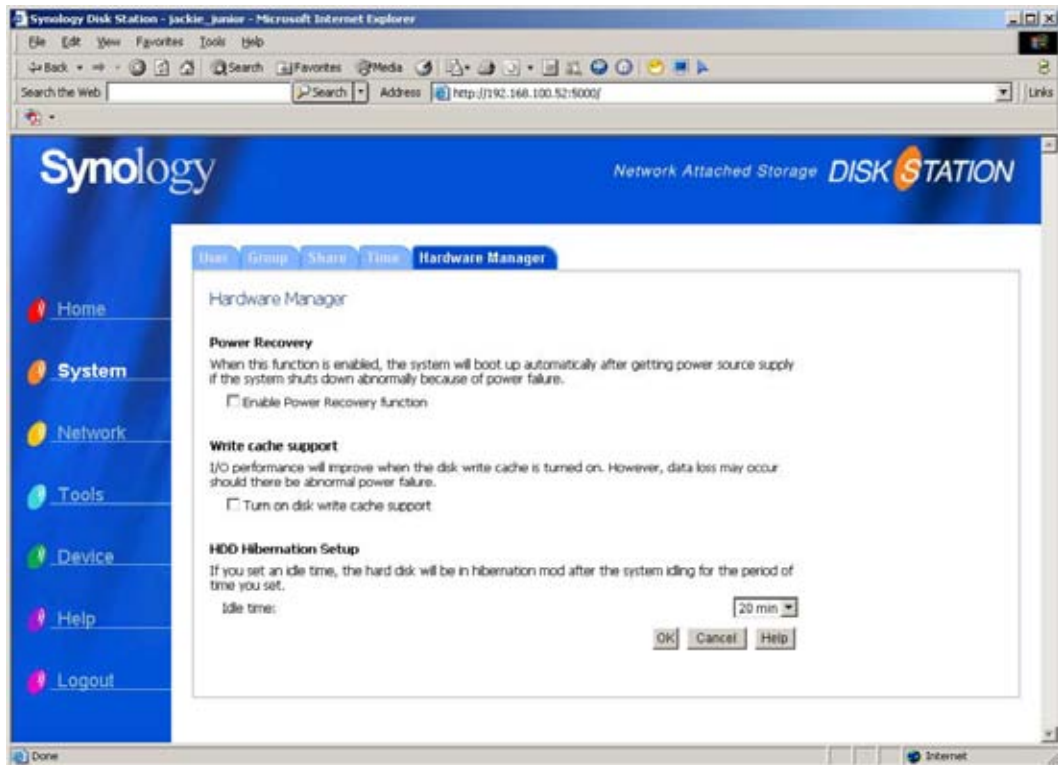 Synology Disk Station - jackie_junior - Microsoft Internet Explorer
File Edit View Favorites Tools Help
Back Search Favorites Media
Search the Web Search Address http://192.168.100.52:5000/ Links
Synology
Network Attached Storage DISK STATION
User Group Share Time Hardware Manager
Home
System
Network
Tools
Device
Help
Logout
Hardware Manager
Power Recovery
When this function is enabled, the system will boot up automatically after getting power source supply
if the system shuts down abnormally because of power failure.
Enable Power Recovery function
Write cache support
I/O performance will improve when the disk write cache is turned on. However, data loss may occur
should there be abnormal power failure.
Turn on disk write cache support
HDD Hibernation Setup
If you set an idle time, the hard disk will be in hibernation mod after the system idling for the period of
time you set.
Idle time: 20 min
OK Cancel Help
Done Internet